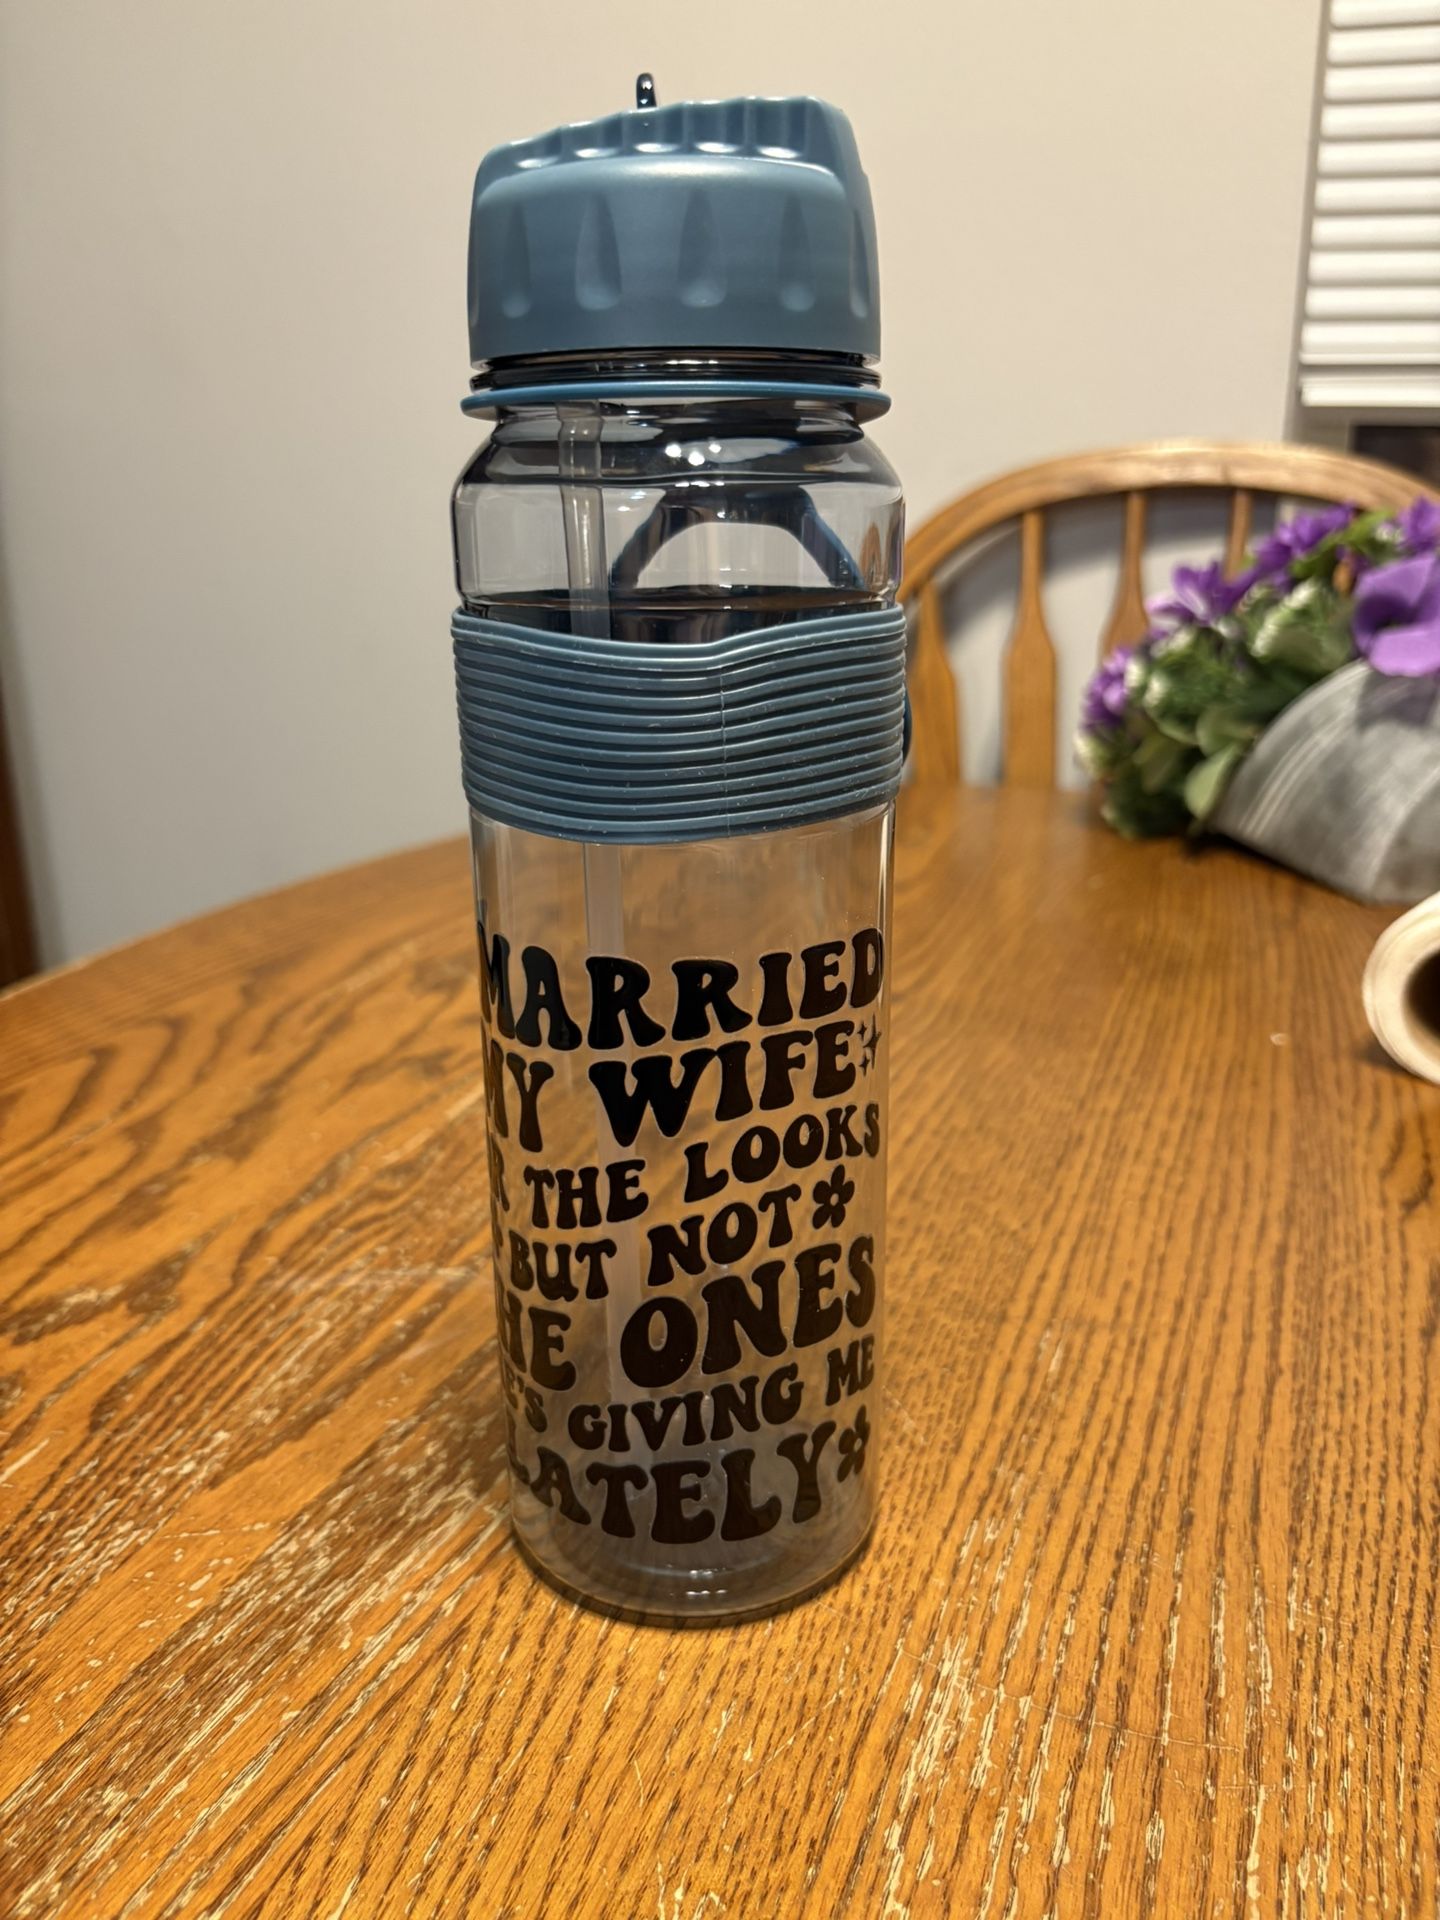 MARRIED
MY WIFE
THE LOOKS
BUT NOT
THE ONES
GIVING ME
LATELY